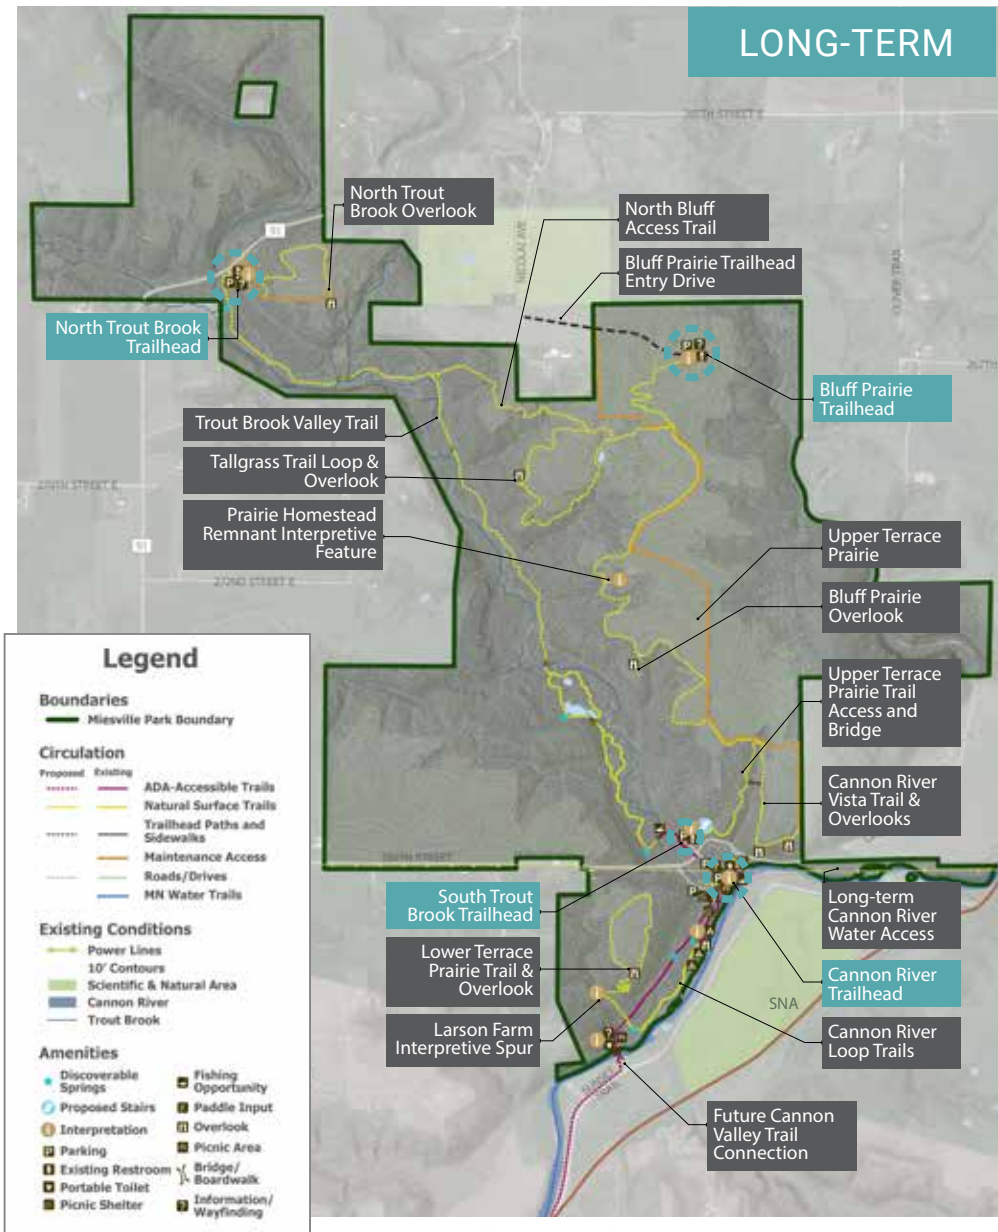 LONG-TERM
North Trout
Brook Overlook
North Bluff
Access Trail
Bluff Prairie Trailhead
Entry Drive
91
North Trout Brook
Trailhead
Bluff Prairie
Trailhead
Trout Brook Valley Trail
Tallgrass Trail Loop &
Overlook
Prairie Homestead
Remnant Interpretive
Feature
91
Upper Terrace
Prairie
Bluff Prairie
Overlook
Upper Terrace
Prairie Trail
Access and
Bridge
Cannon River
Vista Trail &
Overlooks
South Trout
Brook Trailhead
Long-term
Cannon River
Water Access
Lower Terrace
Prairie Trail &
Overlook
Cannon River
Trailhead
SNA
Larson Farm
Interpretive Spur
Cannon River
Loop Trails
Future Cannon
Valley Trail
Connection
Legend
Boundaries
Miesville Park Boundary
Circulation
Proposed Existing
ADA-Accessible Trails
Natural Surface Trails
Trailhead Paths and
Sidewalks
Maintenance Access
Roads/Drives
MN Water Trails
Existing Conditions
Power Lines
10' Contours
Scientific & Natural Area
Cannon River
Trout Brook
Amenities
Discoverable
Springs
Proposed Stairs
Interpretation
Parking
Existing Restroom
Portable Toilet
Picnic Shelter
Fishing
Opportunity
Paddle Input
Overlook
Picnic Area
Bridge/
Boardwalk
Information/
Wayfinding